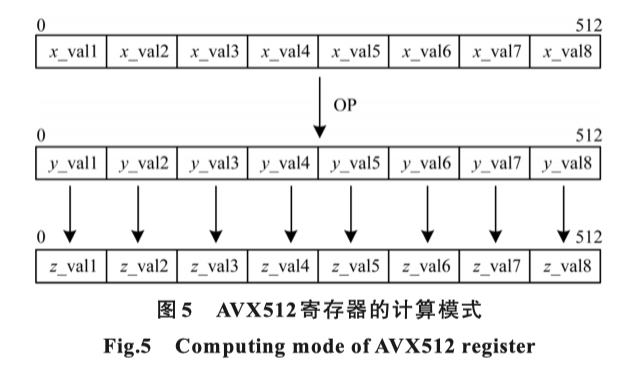 0 512
x_val1 x_val2 x_val3 x_val4 x_val5 x_val6 x_val7 x_val8
OP
0 512
y_val1 y_val2 y_val3 y_val4 y_val5 y_val6 y_val7 y_val8
0 512
z_val1 z_val2 z_val3 z_val4 z_val5 z_val6 z_val7 z_val8
图5 AVX512寄存器的计算模式
Fig.5 Computing mode of AVX512 register